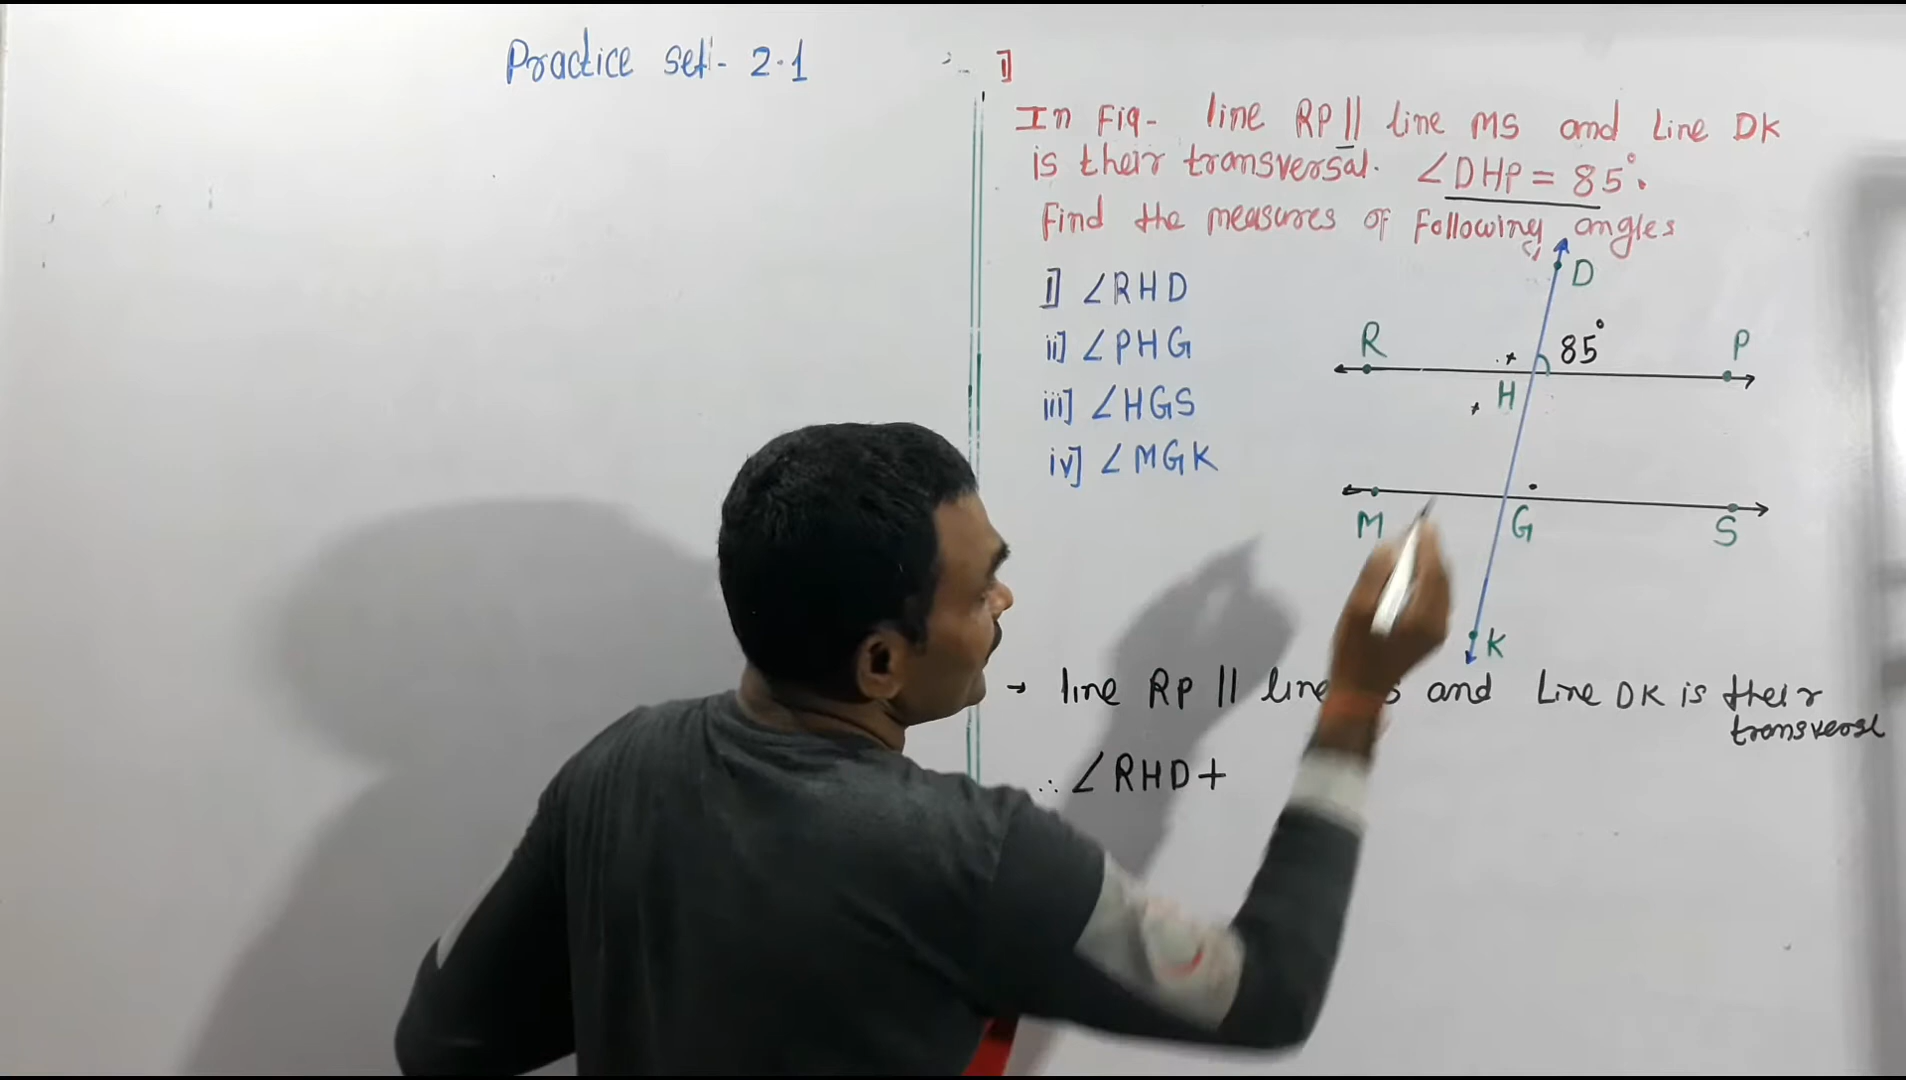 Practice set - 2.1
1]
In Fig- line RP || line MS and Line DK
is their transversal. ∠DHP = 85°.
Find the measures of Following angles
i] ∠RHD
ii] ∠PHG
iii] ∠HGS
iv] ∠MGK
D
R
85°
P
H
M
G
S
K
→ line RP || line and Line DK is their
transverse
∴ ∠RHD +